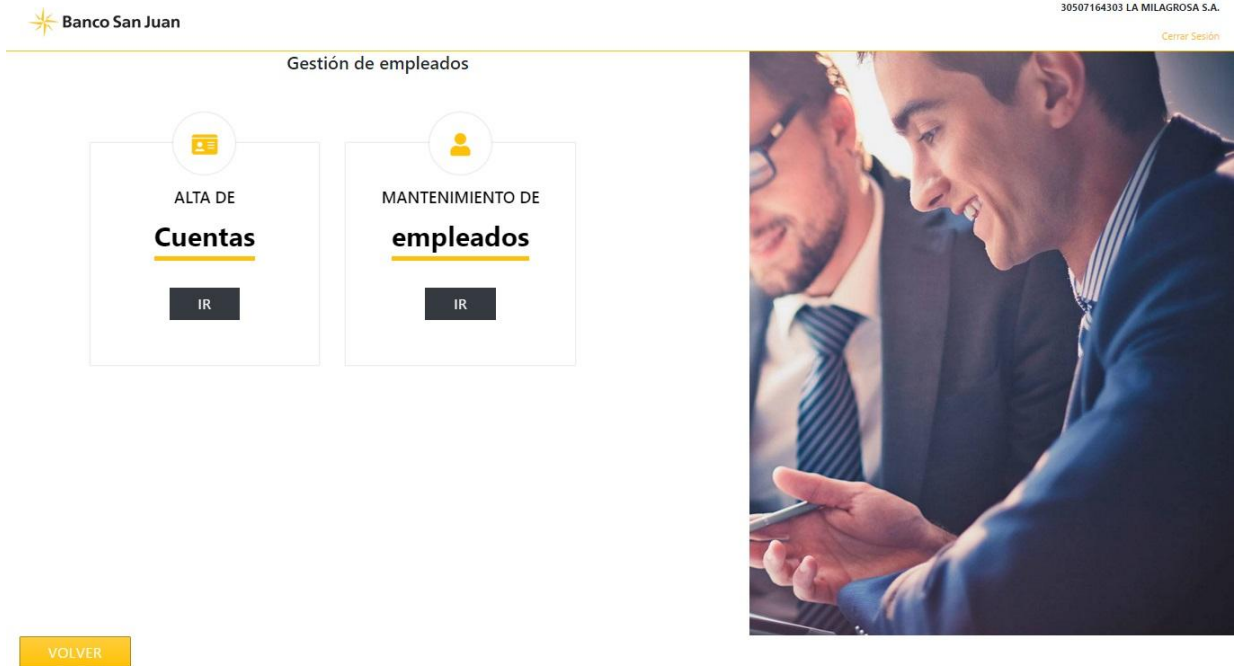 Banco San Juan
30507164303 LA MILAGROSA S.A.
Cerrar Sesión
Gestión de empleados
ALTA DE
Cuentas
IR
MANTENIMIENTO DE
empleados
IR
VOLVER